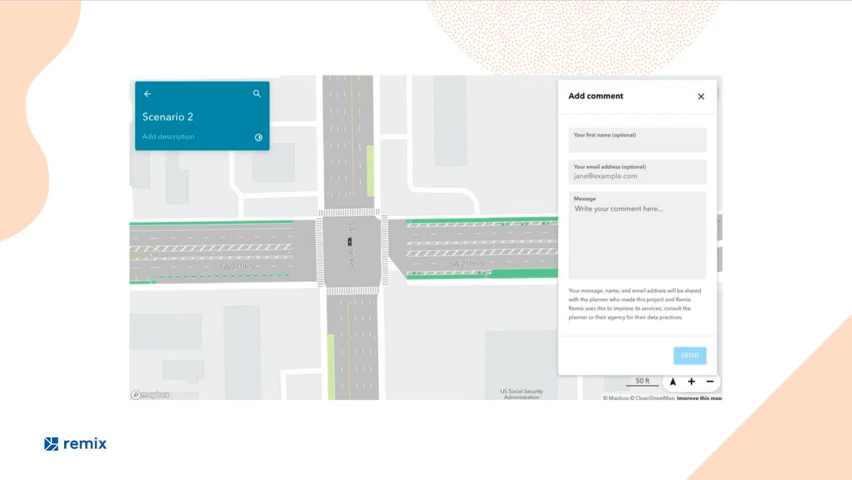 Scenario 2
Add description
Add comment
Your first name (optional)
Your email address (optional)
jane@example.com
Message
Write your comment here...
Your message, name, and email address will be shared
with the planner who made this project and Remix.
Remix uses this to improve its services; consult the
planner or their agency for their data practices.
SEND
US Social Security
Administration
50 ft
mapbox
© Mapbox © OpenStreetMap Improve this map
remix